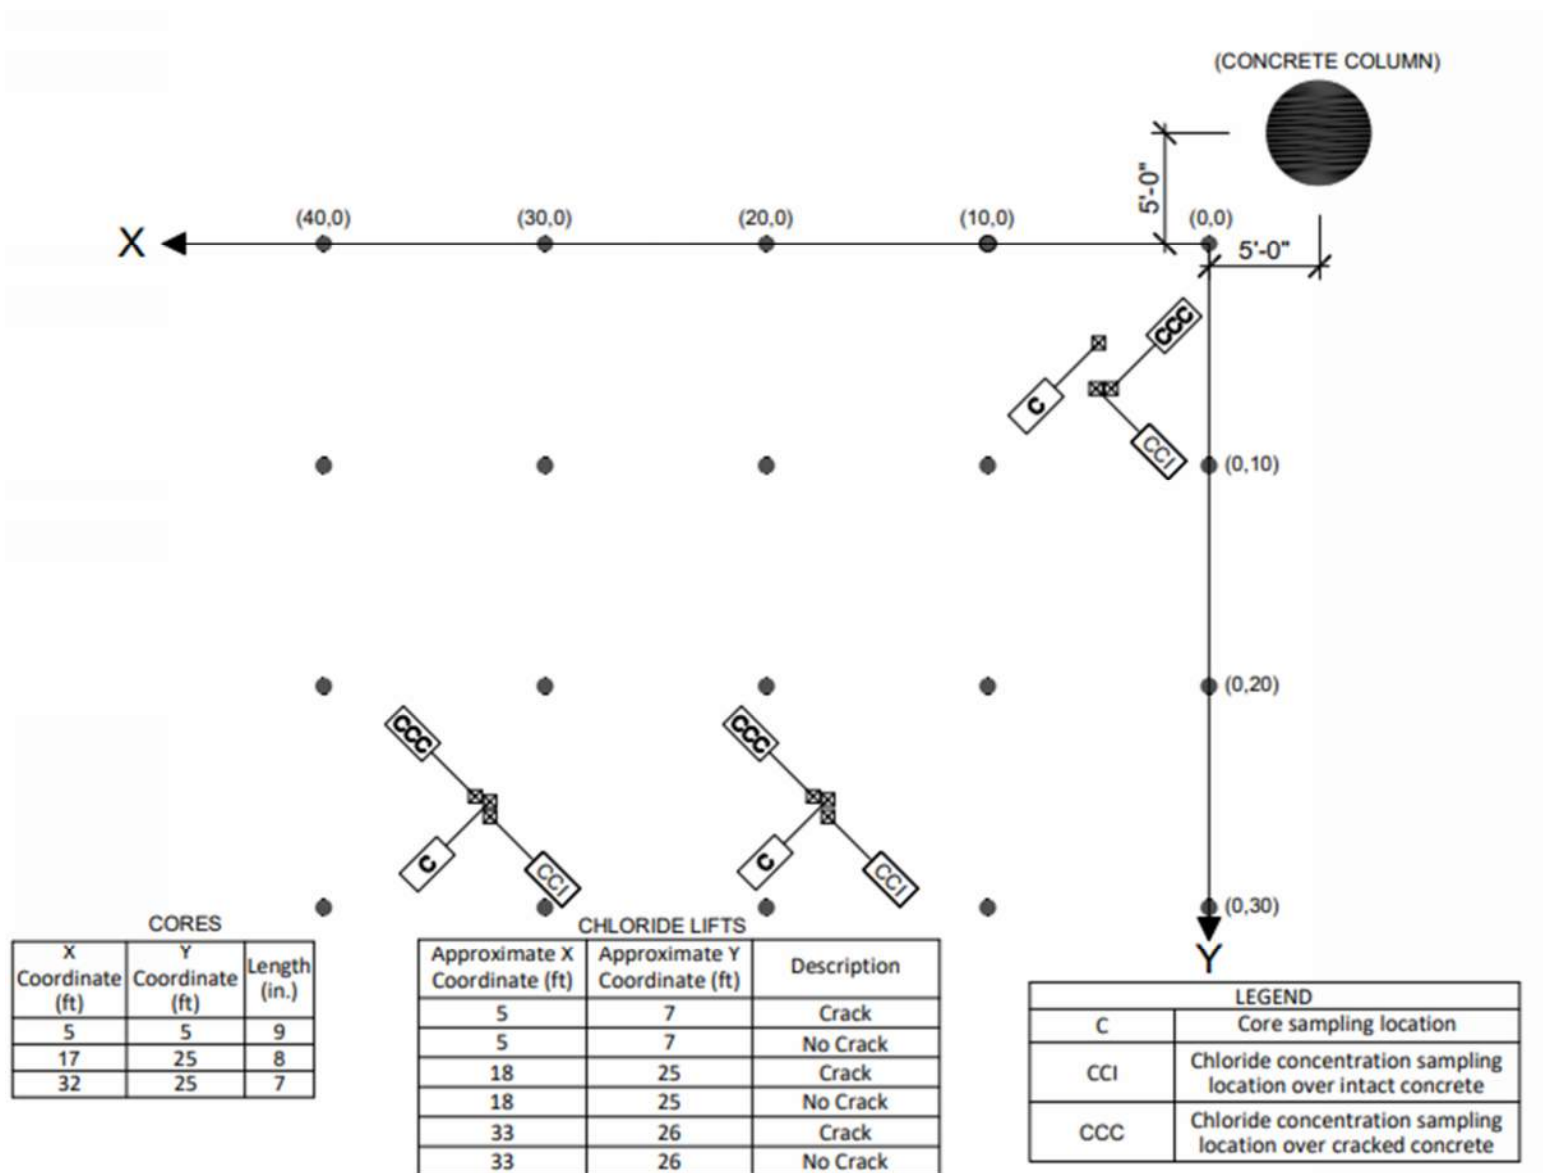 (CONCRETE COLUMN)
5'-0"
(40,0) (30,0) (20,0) (10,0) (0,0)
X
5'-0"
CCC
C
CCI
(0,10)
(0,20)
CCC
CCC
C
CCI
C
CCI
(0,30)
Y
CORES
X Coordinate (ft) Y Coordinate (ft) Length (in.)
5 5 9
17 25 8
32 25 7
CHLORIDE LIFTS
Approximate X Coordinate (ft) Approximate Y Coordinate (ft) Description
5 7 Crack
5 7 No Crack
18 25 Crack
18 25 No Crack
33 26 Crack
33 26 No Crack
LEGEND
C Core sampling location
CCI Chloride concentration sampling location over intact concrete
CCC Chloride concentration sampling location over cracked concrete